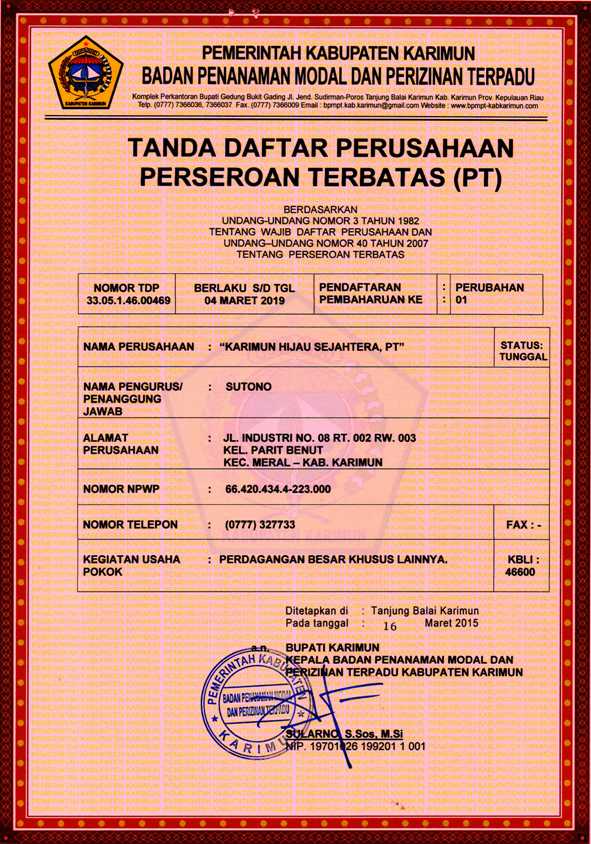 PEMERINTAH KABUPATEN KARIMUN
BADAN PENANAMAN MODAL DAN PERIZINAN TERPADU
Komplek Perkantoran Bupati Gedung Bukit Gading Jl. Jend. Sudirman-Poros Tanjung Balai Karimun Kab. Karimun Prov. Kepulauan Riau
Telp. (0777) 7366036, 7366037 Fax. (0777) 7366009 Email : bpmpt.kab.karimun@gmail.com Website : www.bpmpt-kabkarimun.com
KABUPATEN KARIMUN
TANDA DAFTAR PERUSAHAAN
PERSEROAN TERBATAS (PT)
BERDASARKAN
UNDANG-UNDANG NOMOR 3 TAHUN 1982
TENTANG WAJIB DAFTAR PERUSAHAAN DAN
UNDANG–UNDANG NOMOR 40 TAHUN 2007
TENTANG PERSEROAN TERBATAS
NOMOR TDP
33.05.1.46.00469
BERLAKU S/D TGL
04 MARET 2019
PENDAFTARAN : PERUBAHAN
PEMBAHARUAN KE : 01
NAMA PERUSAHAAN : “KARIMUN HIJAU SEJAHTERA, PT”
STATUS:
TUNGGAL
NAMA PENGURUS/ : SUTONO
PENANGGUNG
JAWAB
ALAMAT : JL. INDUSTRI NO. 08 RT. 002 RW. 003
PERUSAHAAN KEL. PARIT BENUT
KEC. MERAL – KAB. KARIMUN
NOMOR NPWP : 66.420.434.4-223.000
NOMOR TELEPON : (0777) 327733 FAX : -
KEGIATAN USAHA : PERDAGANGAN BESAR KHUSUS LAINNYA. KBLI :
POKOK 46600
Ditetapkan di : Tanjung Balai Karimun
Pada tanggal : 16 Maret 2015
a.n. BUPATI KARIMUN
KEPALA BADAN PENANAMAN MODAL DAN
PERIZINAN TERPADU KABUPATEN KARIMUN
PEMERINTAH KABUPATEN
BADAN PENANAMAN MODAL
DAN PERIZINAN TERPADU
KARIMUN
SULARNO, S.Sos, M.Si
NIP. 19701026 199201 1 001